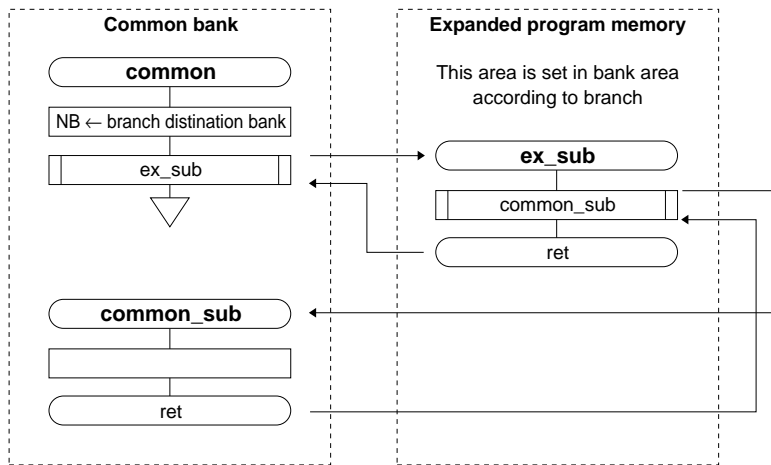 Common bank
common
NB ← branch distination bank
ex_sub
common_sub
ret
Expanded program memory
This area is set in bank area
according to branch
ex_sub
common_sub
ret